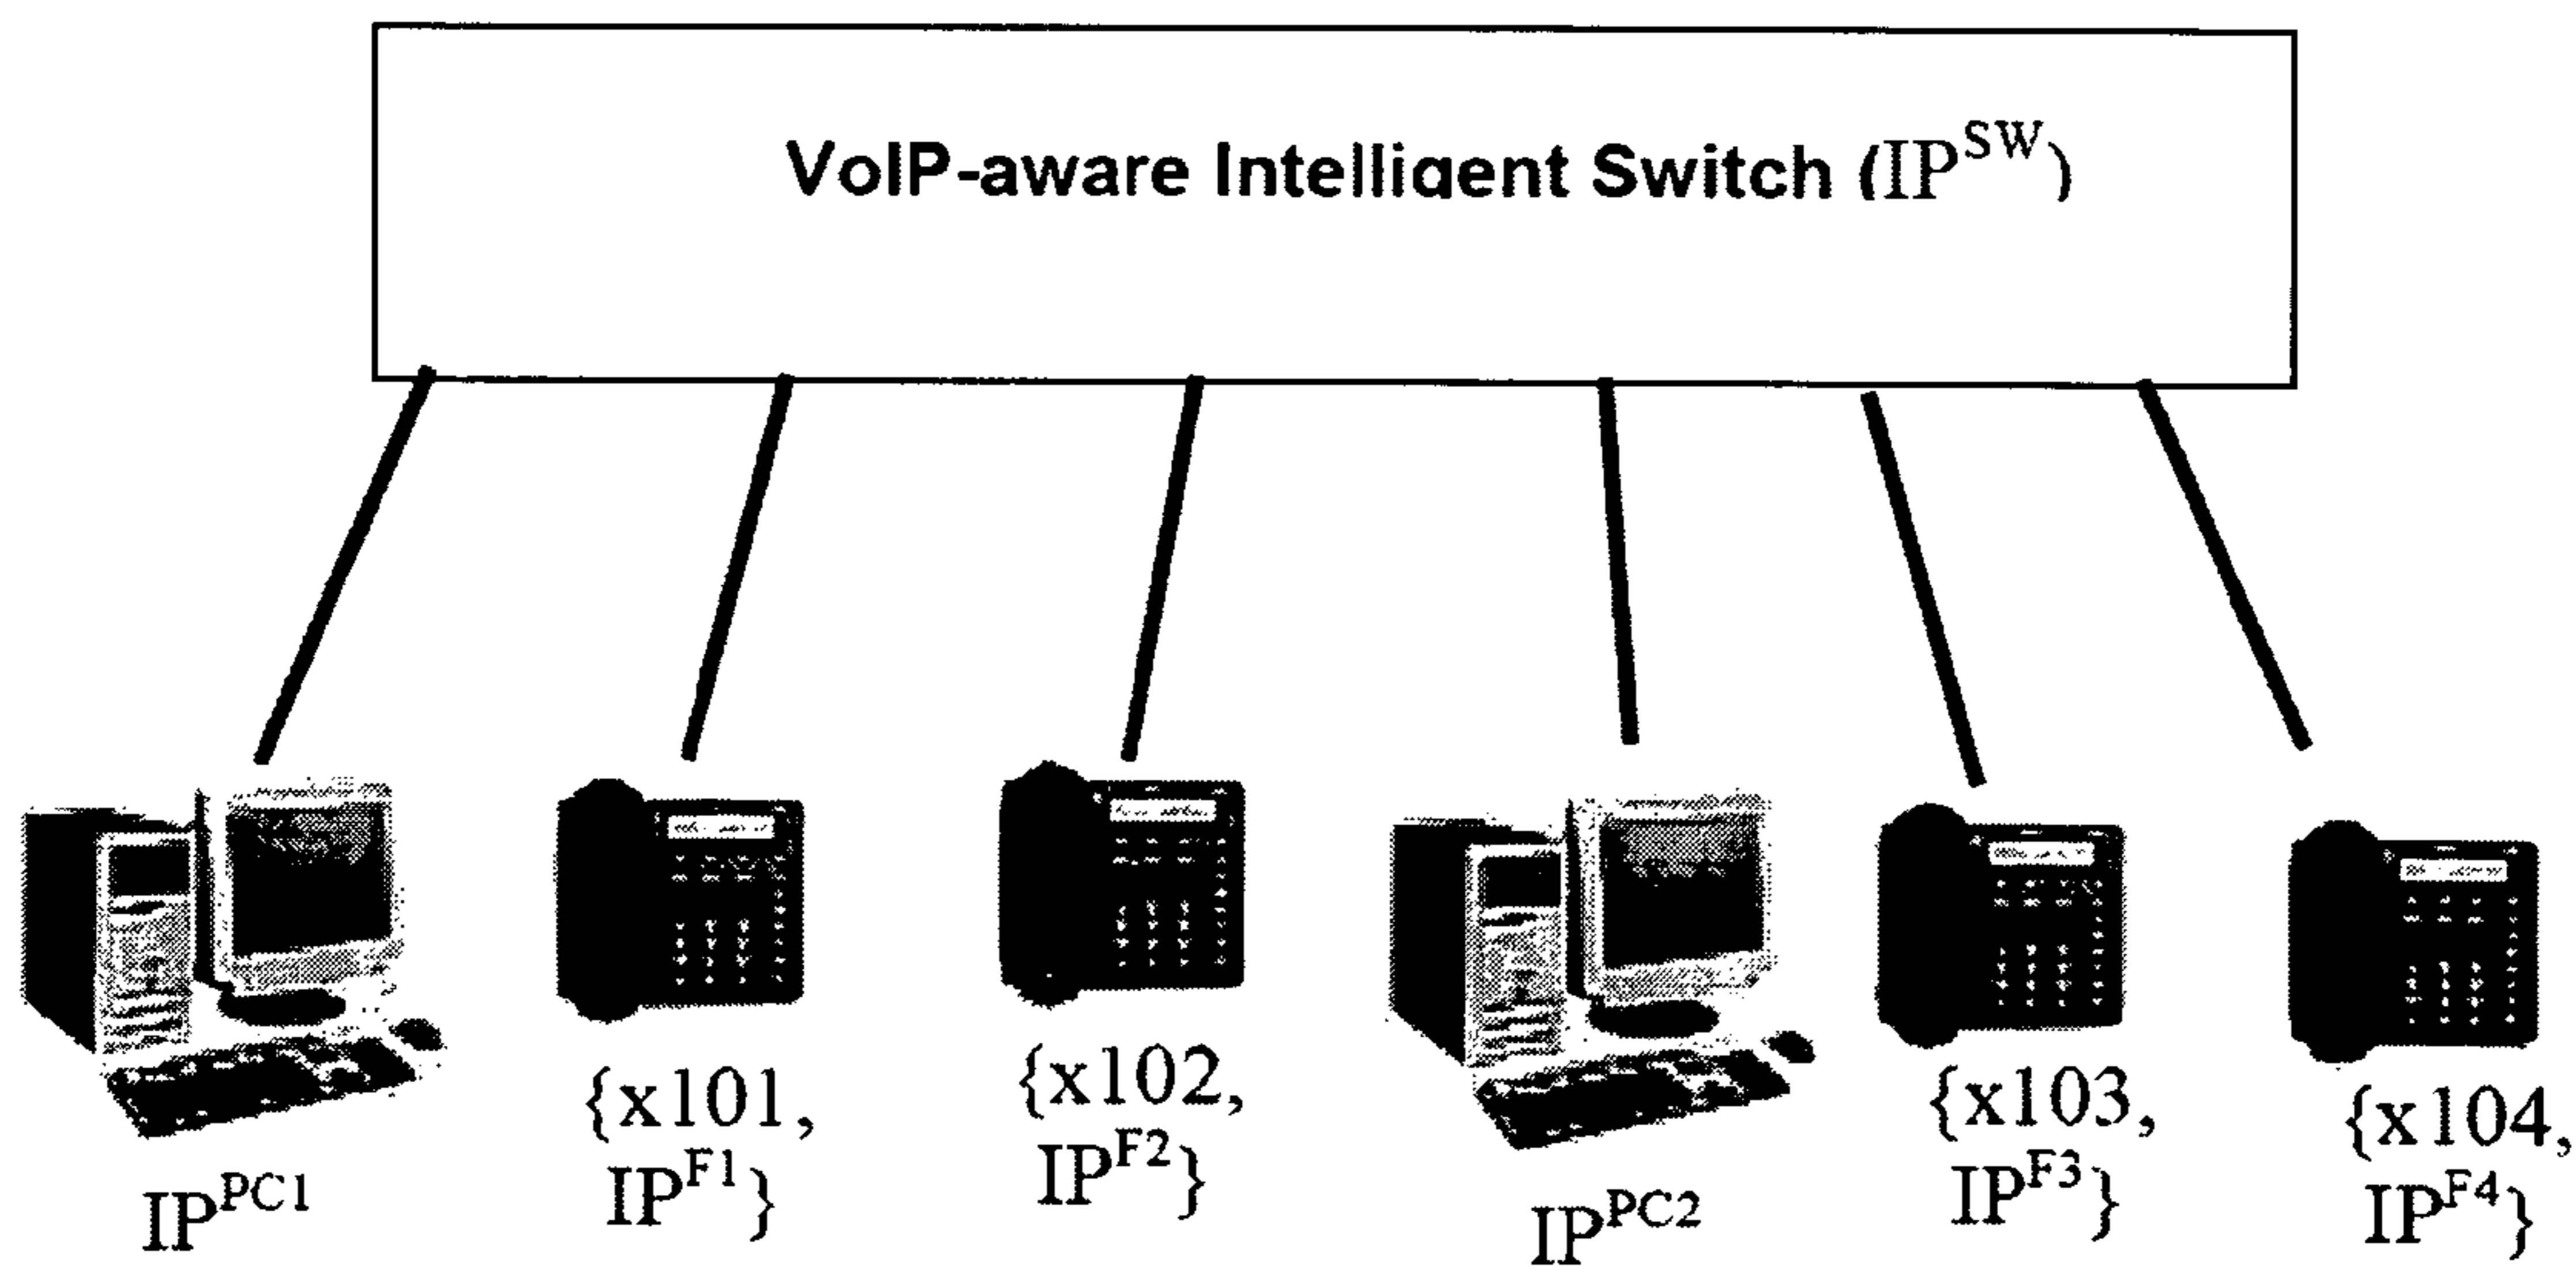 VoIP-aware Intelligent Switch (IP^SW)
{x101,
IP^F1}
{x102,
IP^F2}
{x103,
IP^F3}
{x104,
IP^F4}
IP^PC1
IP^PC2